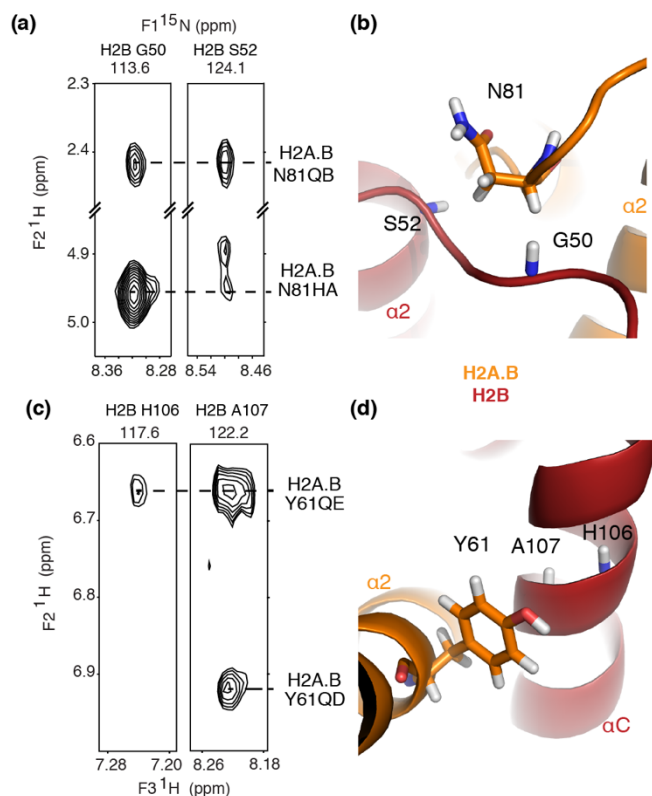 (a)
F1 ¹⁵N (ppm)
H2B G50
113.6
H2B S52
124.1
2.3
2.4
4.9
5.0
F2 ¹H (ppm)
H2A.B
N81QB
H2A.B
N81HA
8.36
8.28
8.54
8.46
(b)
N81
S52
G50
α2
α2
H2A.B
H2B
(c)
H2B H106
117.6
H2B A107
122.2
6.6
6.7
6.8
6.9
F2 ¹H (ppm)
H2A.B
Y61QE
H2A.B
Y61QD
7.28
7.20
8.26
8.18
F3 ¹H (ppm)
(d)
Y61
A107
H106
α2
αC